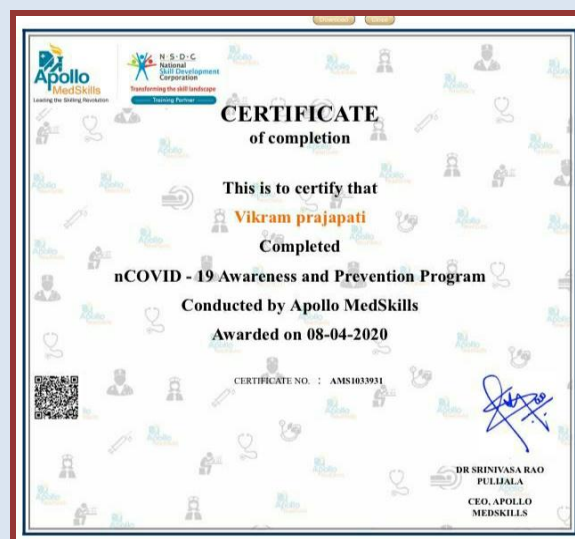 Download Close
Apollo
MedSkills
Leading the Skilling Revolution
N·S·D·C
National
Skill Development
Corporation
Transforming the skill landscape
Training Partner
CERTIFICATE
of completion
This is to certify that
Vikram prajapati
Completed
nCOVID - 19 Awareness and Prevention Program
Conducted by Apollo MedSkills
Awarded on 08-04-2020
CERTIFICATE NO. : AMS1033931
DR SRINIVASA RAO
PULIJALA
CEO, APOLLO
MEDSKILLS